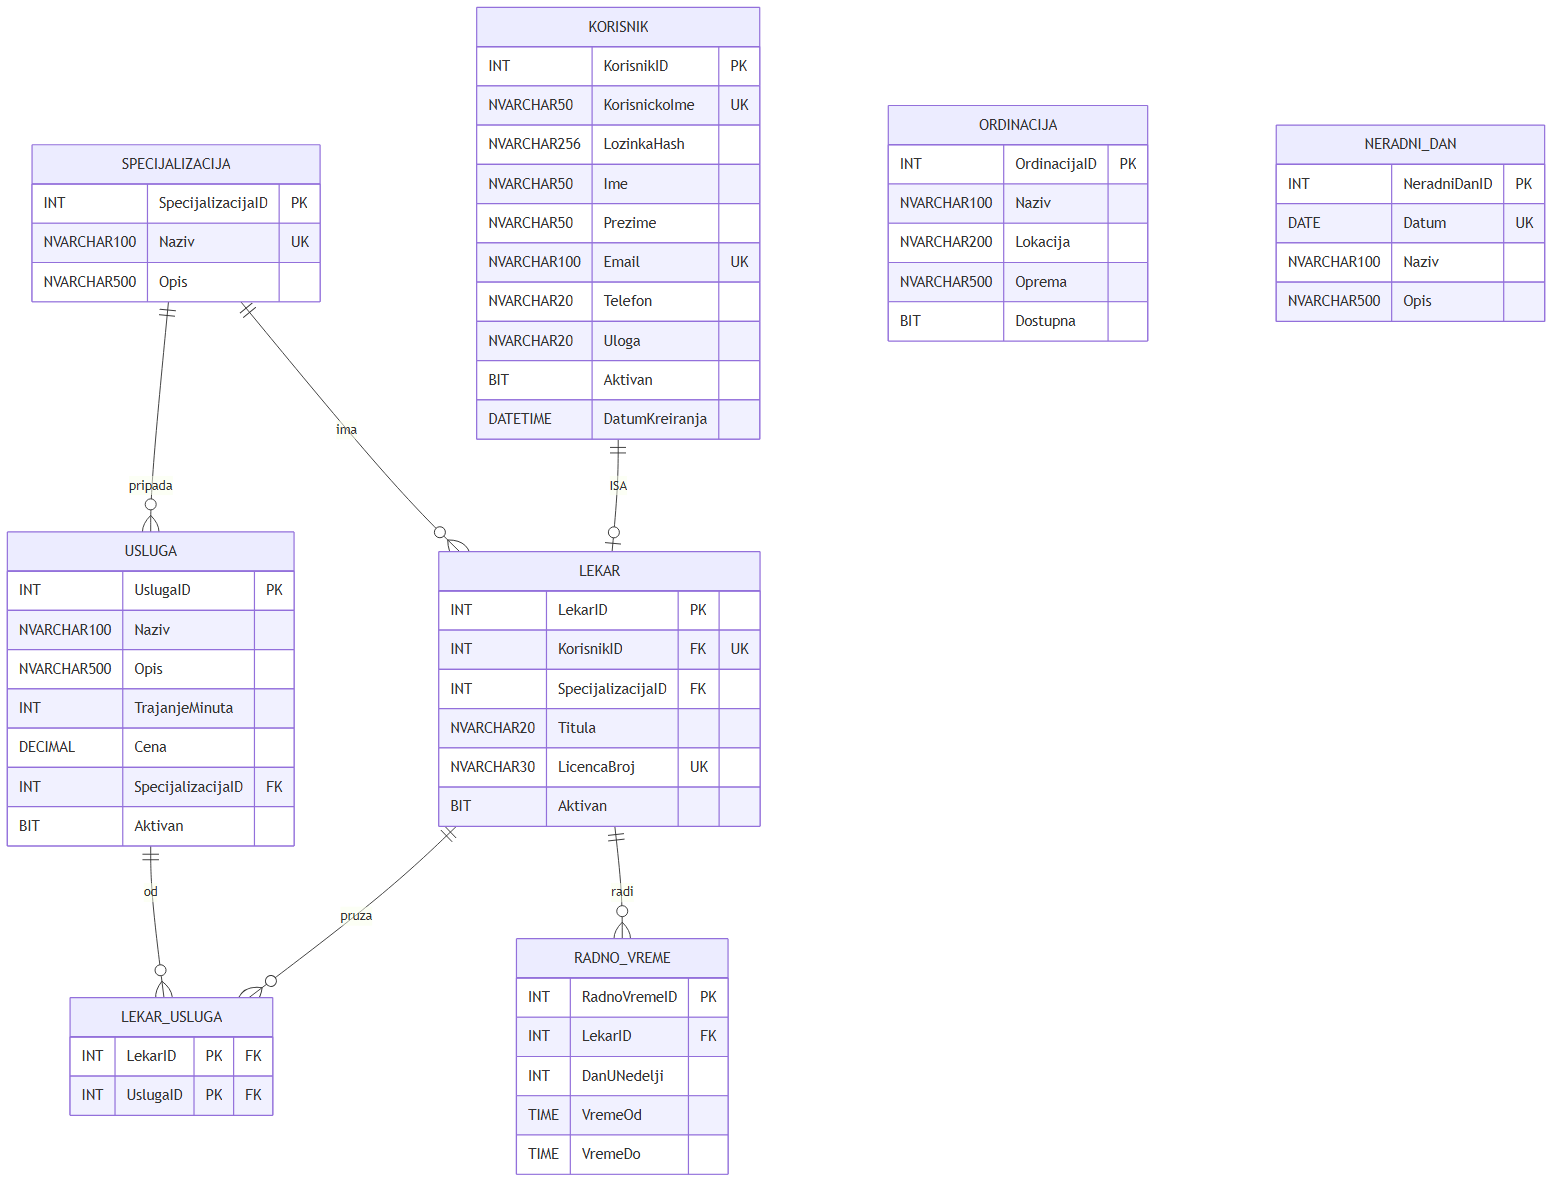 KORISNIK
INT KorisnikID PK
NVARCHAR50 KorisnickoIme UK
NVARCHAR256 LozinkaHash
NVARCHAR50 Ime
NVARCHAR50 Prezime
NVARCHAR100 Email UK
NVARCHAR20 Telefon
NVARCHAR20 Uloga
BIT Aktivan
DATETIME DatumKreiranja
ORDINACIJA
INT OrdinacijaID PK
NVARCHAR100 Naziv
NVARCHAR200 Lokacija
NVARCHAR500 Oprema
BIT Dostupna
NERADNI_DAN
INT NeradniDanID PK
DATE Datum UK
NVARCHAR100 Naziv
NVARCHAR500 Opis
SPECIJALIZACIJA
INT SpecijalizacijaID PK
NVARCHAR100 Naziv UK
NVARCHAR500 Opis
ima
pripada
ISA
USLUGA
INT UslugaID PK
NVARCHAR100 Naziv
NVARCHAR500 Opis
INT TrajanjeMinuta
DECIMAL Cena
INT SpecijalizacijaID FK
BIT Aktivan
LEKAR
INT LekarID PK
INT KorisnikID FK UK
INT SpecijalizacijaID FK
NVARCHAR20 Titula
NVARCHAR30 LicencaBroj UK
BIT Aktivan
od
pruza
radi
LEKAR_USLUGA
INT LekarID PK FK
INT UslugaID PK FK
RADNO_VREME
INT RadnoVremeID PK
INT LekarID FK
INT DanUNedelji
TIME VremeOd
TIME VremeDo